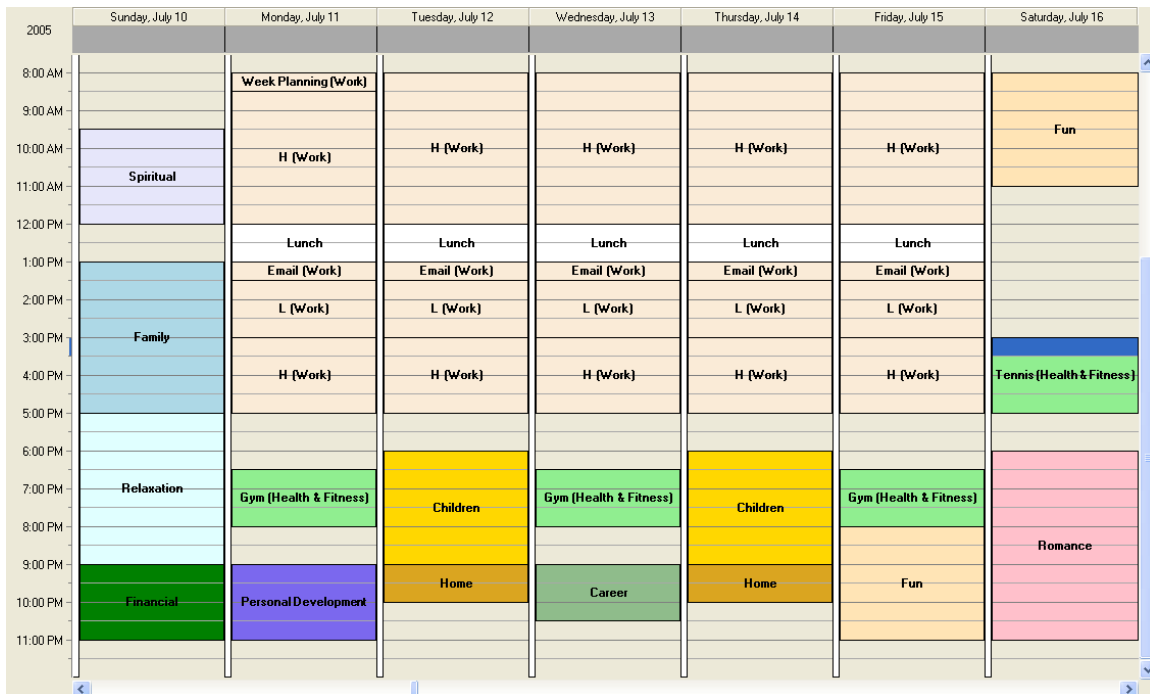 2005
Sunday, July 10
Monday, July 11
Tuesday, July 12
Wednesday, July 13
Thursday, July 14
Friday, July 15
Saturday, July 16
8:00 AM
9:00 AM
10:00 AM
11:00 AM
12:00 PM
1:00 PM
2:00 PM
3:00 PM
4:00 PM
5:00 PM
6:00 PM
7:00 PM
8:00 PM
9:00 PM
10:00 PM
11:00 PM
Spiritual
Family
Relaxation
Financial
Week Planning (Work)
H (Work)
Lunch
Email (Work)
L (Work)
H (Work)
Gym (Health & Fitness)
Personal Development
H (Work)
Lunch
Email (Work)
L (Work)
H (Work)
Children
Home
H (Work)
Lunch
Email (Work)
L (Work)
H (Work)
Gym (Health & Fitness)
Career
H (Work)
Lunch
Email (Work)
L (Work)
H (Work)
Children
Home
H (Work)
Lunch
Email (Work)
L (Work)
H (Work)
Gym (Health & Fitness)
Fun
Fun
Tennis (Health & Fitness)
Romance